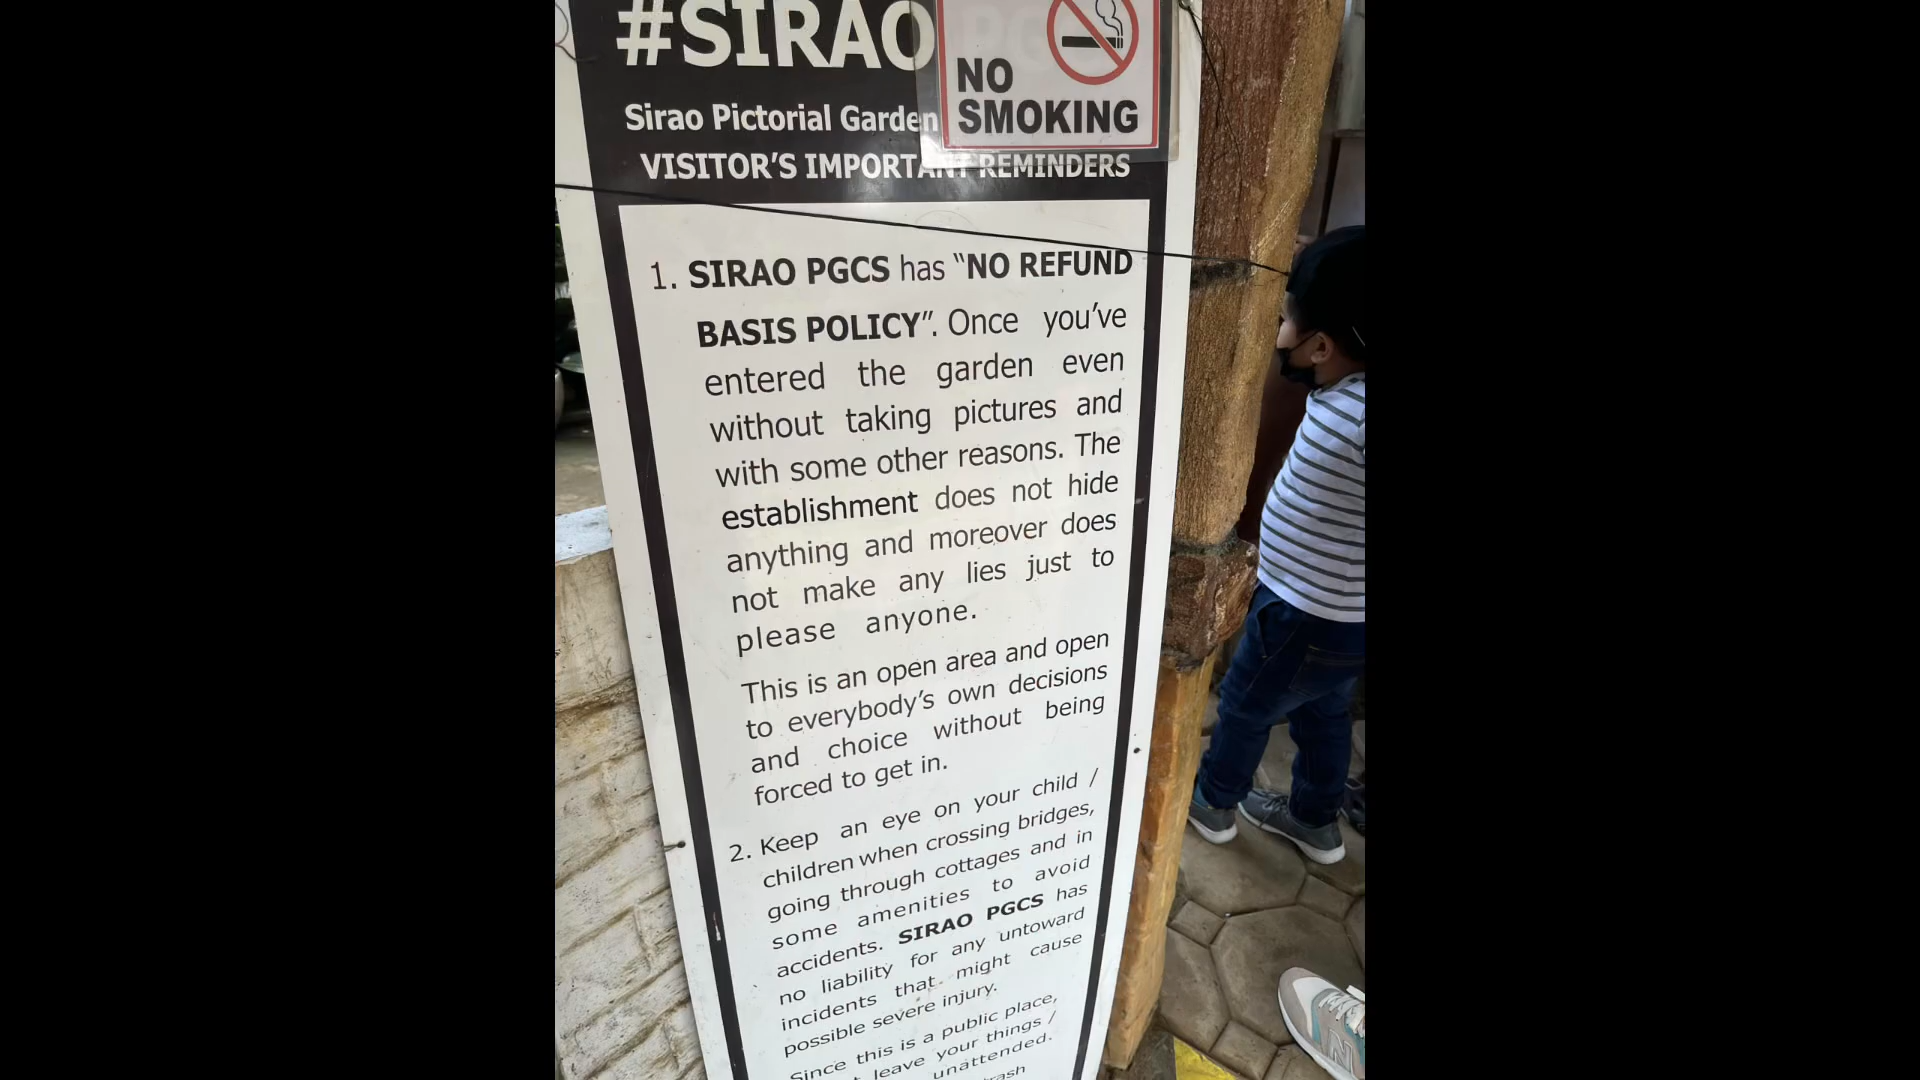 #SIRAO
NO
SMOKING
Sirao Pictorial Garden
VISITOR'S IMPORTANT REMINDERS
1. SIRAO PGCS has “NO REFUND
BASIS POLICY”. Once you've
entered the garden even
without taking pictures and
with some other reasons. The
establishment does not hide
anything and moreover does
not make any lies just to
please anyone.
This is an open area and open
to everybody's own decisions
and choice without being
forced to get in.
2. Keep an eye on your child /
children when crossing bridges,
going through cottages and in
some amenities to avoid
accidents. SIRAO PGCS has
no liability for any untoward
incidents that might cause
possible severe injury.
Since this is a public place,
leave your things /
unattended.